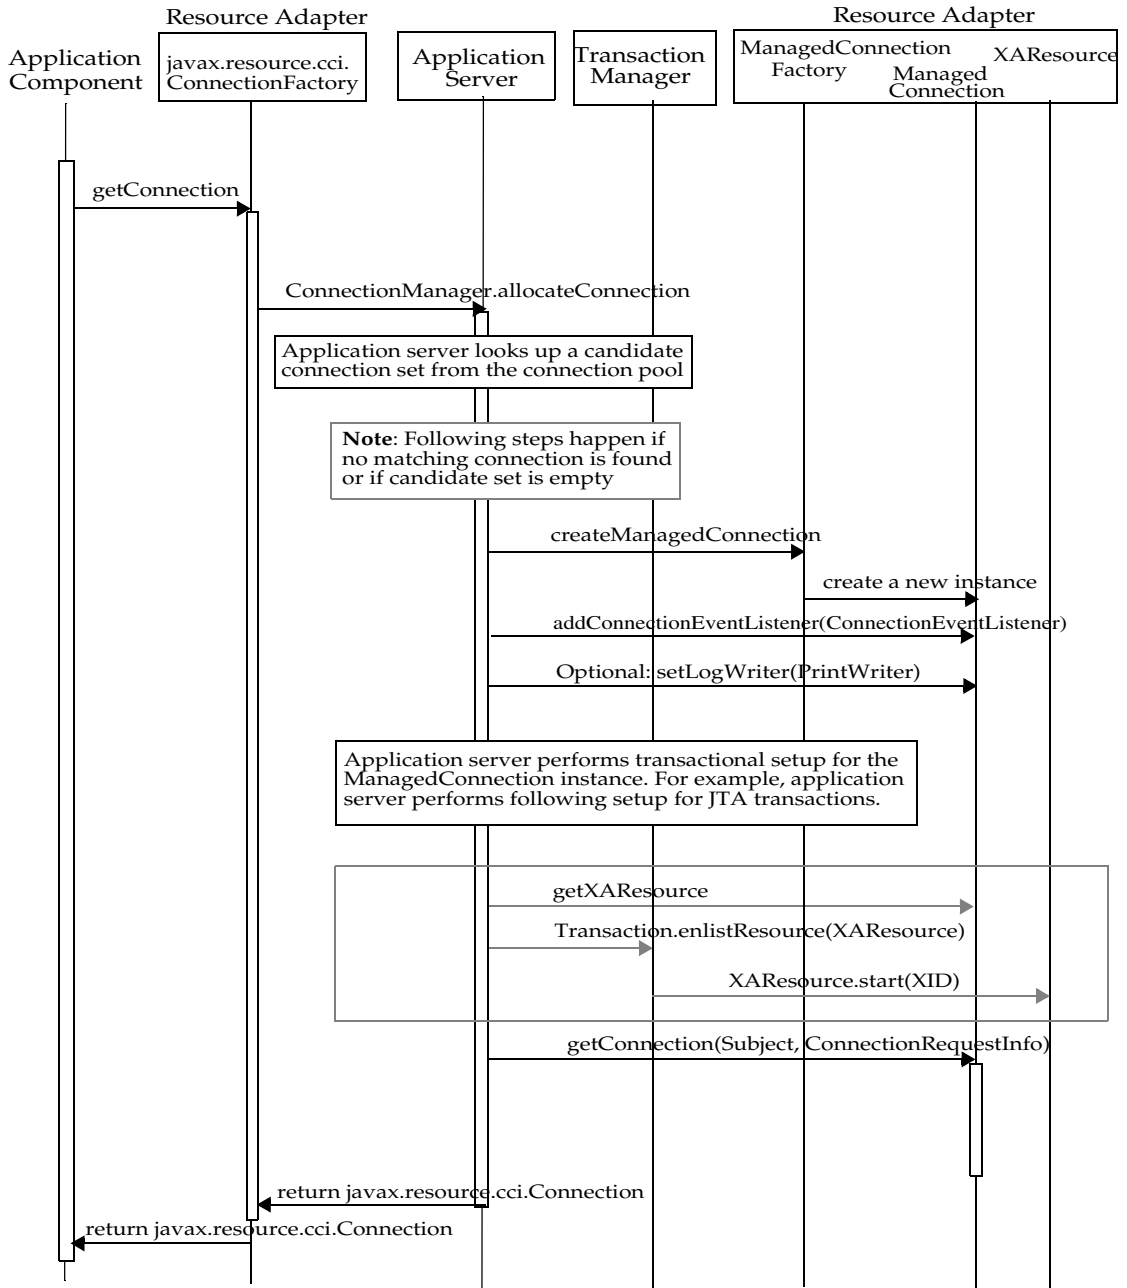 Resource Adapter
Resource Adapter
Application
Component
javax.resource.cci.
ConnectionFactory
Application
Server
Transaction
Manager
ManagedConnection
Factory
Managed
Connection
XAResource
getConnection
ConnectionManager.allocateConnection
Application server looks up a candidate
connection set from the connection pool
Note: Following steps happen if
no matching connection is found
or if candidate set is empty
createManagedConnection
create a new instance
addConnectionEventListener(ConnectionEventListener)
Optional: setLogWriter(PrintWriter)
Application server performs transactional setup for the
ManagedConnection instance. For example, application
server performs following setup for JTA transactions.
getXAResource
Transaction.enlistResource(XAResource)
XAResource.start(XID)
getConnection(Subject, ConnectionRequestInfo)
return javax.resource.cci.Connection
return javax.resource.cci.Connection